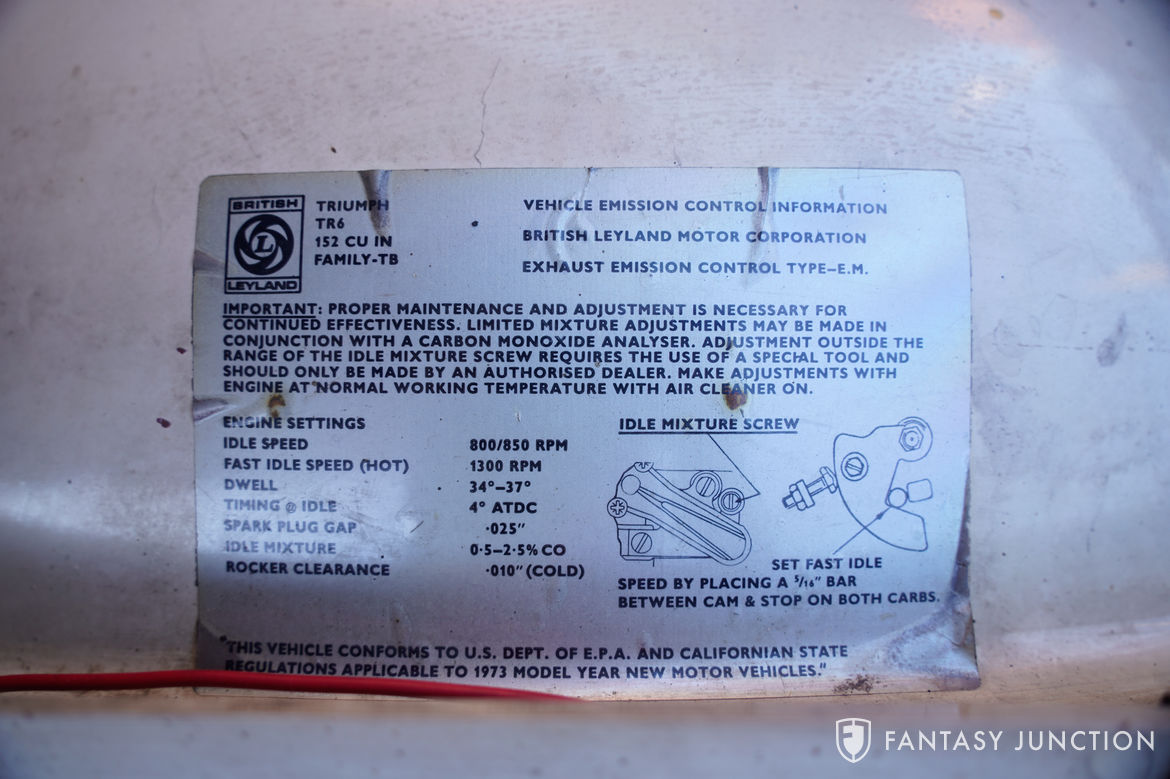 BRITISH
L
LEYLAND
TRIUMPH
TR6
152 CU IN
FAMILY-TB
VEHICLE EMISSION CONTROL INFORMATION
BRITISH LEYLAND MOTOR CORPORATION
EXHAUST EMISSION CONTROL TYPE–E.M.
IMPORTANT: PROPER MAINTENANCE AND ADJUSTMENT IS NECESSARY FOR
CONTINUED EFFECTIVENESS. LIMITED MIXTURE ADJUSTMENTS MAY BE MADE IN
CONJUNCTION WITH A CARBON MONOXIDE ANALYSER. ADJUSTMENT OUTSIDE THE
RANGE OF THE IDLE MIXTURE SCREW REQUIRES THE USE OF A SPECIAL TOOL AND
SHOULD ONLY BE MADE BY AN AUTHORISED DEALER. MAKE ADJUSTMENTS WITH
ENGINE AT NORMAL WORKING TEMPERATURE WITH AIR CLEANER ON.
ENGINE SETTINGS
IDLE SPEED 800/850 RPM
FAST IDLE SPEED (HOT) 1300 RPM
DWELL 34°–37°
TIMING @ IDLE 4° ATDC
SPARK PLUG GAP ·025"
IDLE MIXTURE 0·5–2·5% CO
ROCKER CLEARANCE ·010" (COLD)
IDLE MIXTURE SCREW
SET FAST IDLE
SPEED BY PLACING A 5/16" BAR
BETWEEN CAM & STOP ON BOTH CARBS.
"THIS VEHICLE CONFORMS TO U.S. DEPT. OF E.P.A. AND CALIFORNIAN STATE
REGULATIONS APPLICABLE TO 1973 MODEL YEAR NEW MOTOR VEHICLES."
FANTASY JUNCTION